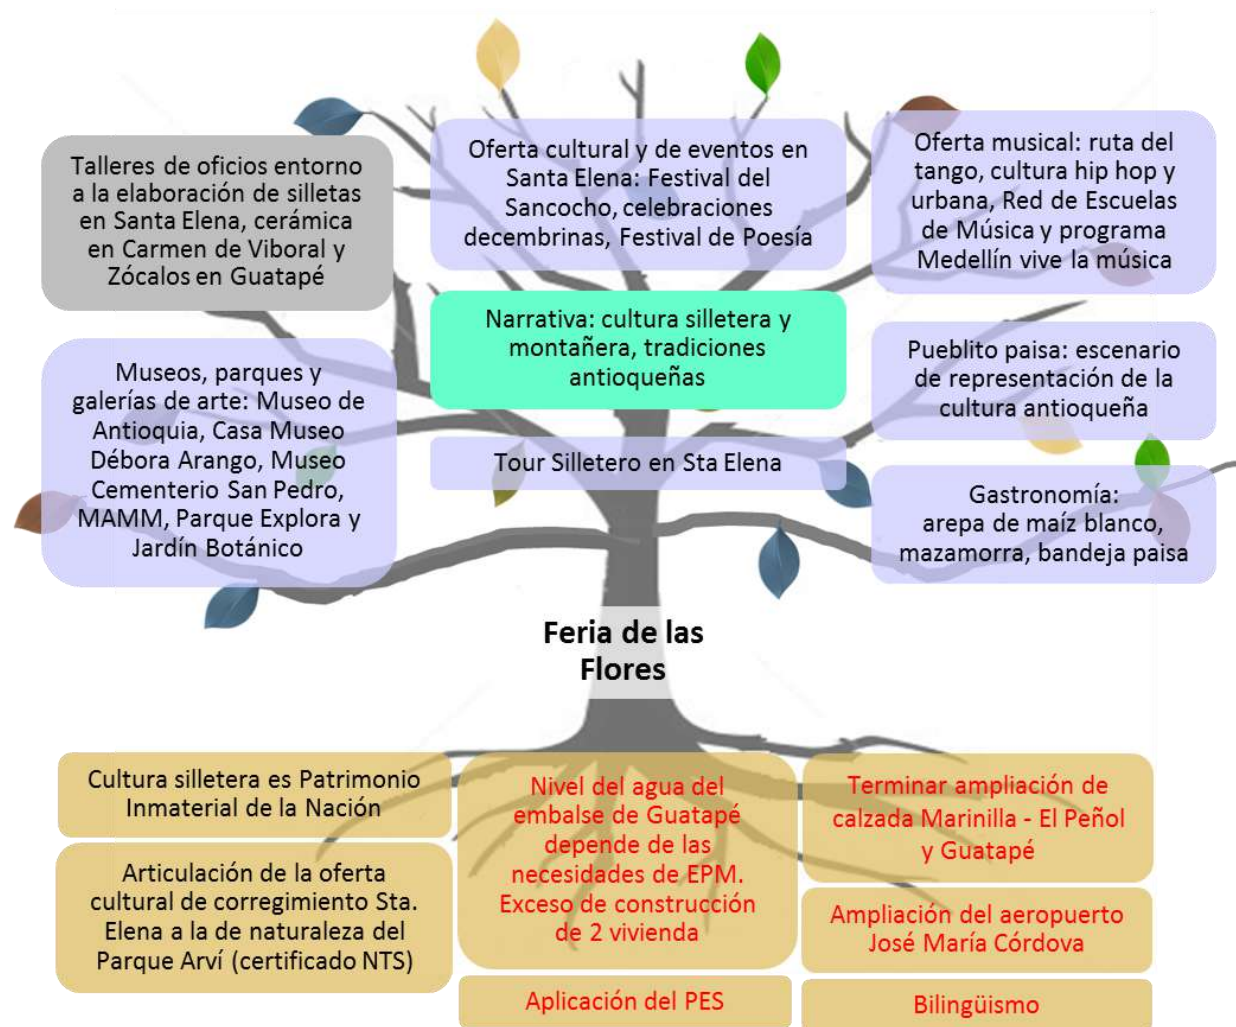 Talleres de oficios entorno
a la elaboración de silletas
en Santa Elena, cerámica
en Carmen de Viboral y
Zócalos en Guatapé
Oferta cultural y de eventos en
Santa Elena: Festival del
Sancocho, celebraciones
decembrinas, Festival de Poesía
Oferta musical: ruta del
tango, cultura hip hop y
urbana, Red de Escuelas
de Música y programa
Medellín vive la música
Narrativa: cultura silletera y
montañera, tradiciones
antioqueñas
Museos, parques y
galerías de arte: Museo de
Antioquia, Casa Museo
Débora Arango, Museo
Cementerio San Pedro,
MAMM, Parque Explora y
Jardín Botánico
Pueblito paisa: escenario
de representación de la
cultura antioqueña
Tour Silletero en Sta Elena
Gastronomía:
arepa de maíz blanco,
mazamorra, bandeja paisa
Feria de las
Flores
Cultura silletera es Patrimonio
Inmaterial de la Nación
Articulación de la oferta
cultural de corregimiento Sta.
Elena a la de naturaleza del
Parque Arví (certificado NTS)
Nivel del agua del
embalse de Guatapé
depende de las
necesidades de EPM.
Exceso de construcción
de 2 vivienda
Aplicación del PES
Terminar ampliación de
calzada Marinilla - El Peñol
y Guatapé
Ampliación del aeropuerto
José María Córdova
Bilingüismo